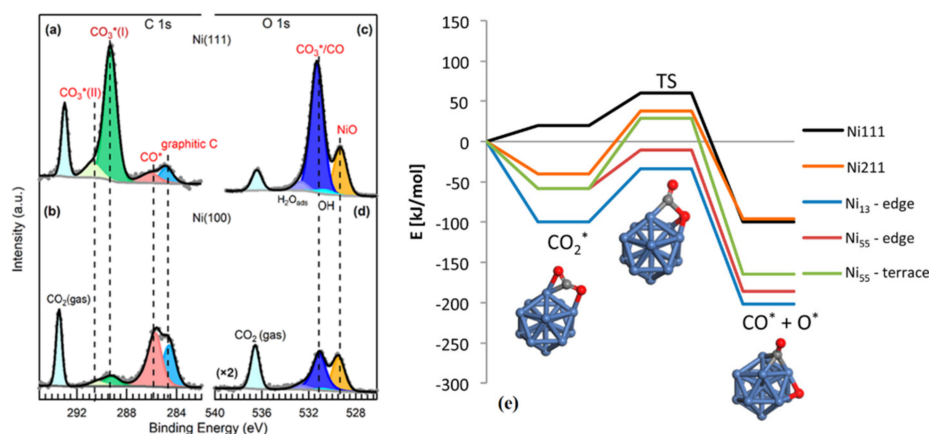 C 1s
O 1s
(a)
CO3*(I)
Ni(111)
CO3*/CO
(c)
CO3*(II)
CO*
graphitic C
NiO
H2Oads
OH
(b)
Ni(100)
(d)
CO2(gas)
CO2 (gas)
(×2)
Intensity (a.u.)
292 288 284 540 536 532 528
Binding Energy (eV)
150
100
50
0
-50
-100
-150
-200
-250
-300
E [kJ/mol]
TS
CO2*
CO* + O*
Ni111
Ni211
Ni13 - edge
Ni55 - edge
Ni55 - terrace
(e)